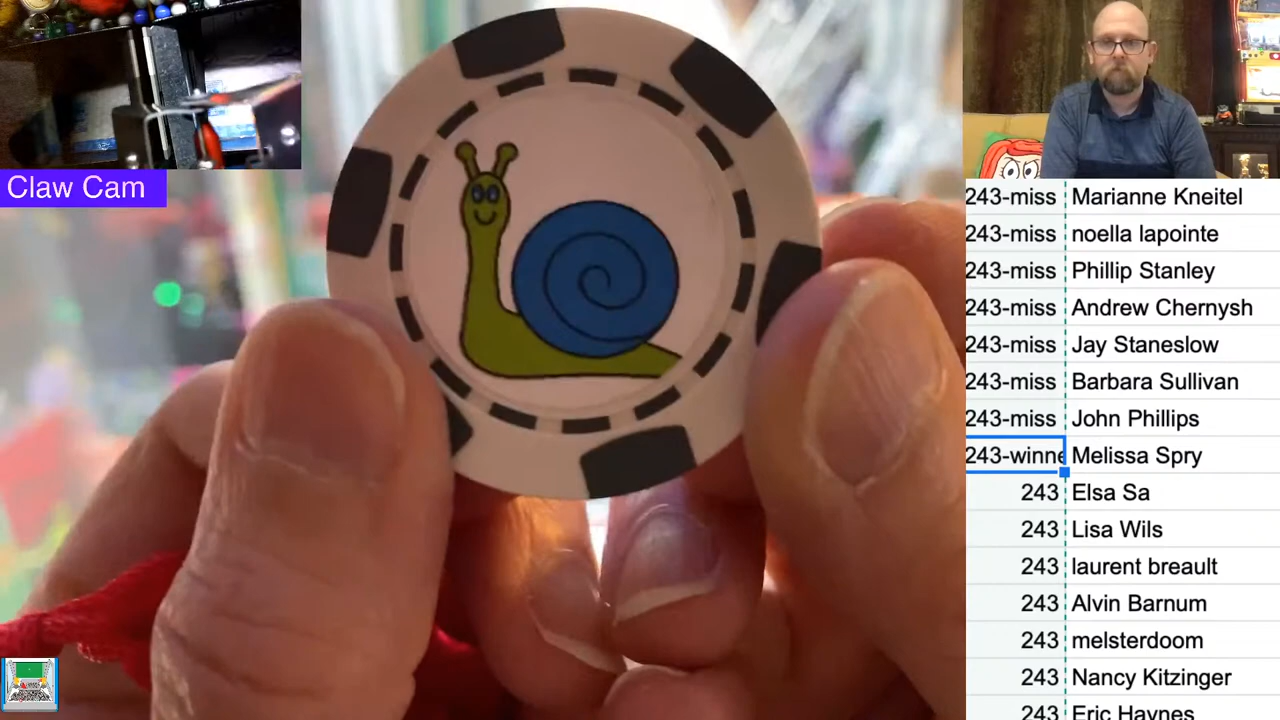 Claw Cam
243-miss Marianne Kneitel
243-miss noella lapointe
243-miss Phillip Stanley
243-miss Andrew Chernysh
243-miss Jay Staneslow
243-miss Barbara Sullivan
243-miss John Phillips
243-winne Melissa Spry
243 Elsa Sa
243 Lisa Wils
243 laurent breault
243 Alvin Barnum
243 melsterdoom
243 Nancy Kitzinger
243 Eric Haynes